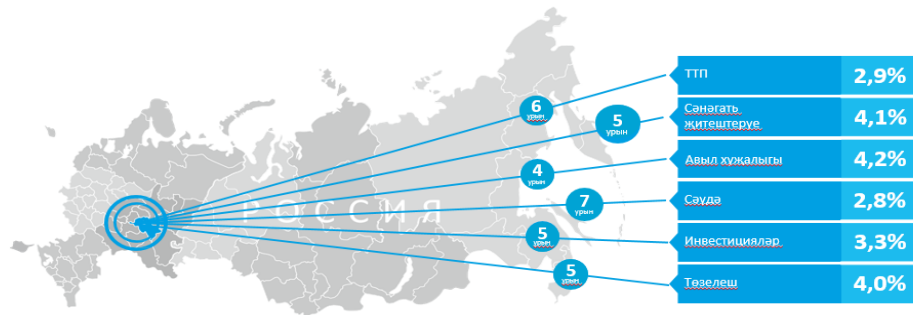 ТТП 2,9%
6 урын
Сәнәгать
җитештерүе 4,1%
5 урын
Авыл хуҗалыгы 4,2%
4 урын
Сәүдә 2,8%
7 урын
РОССИЯ
Инвестицияләр 3,3%
5 урын
Төзелеш 4,0%
5 урын